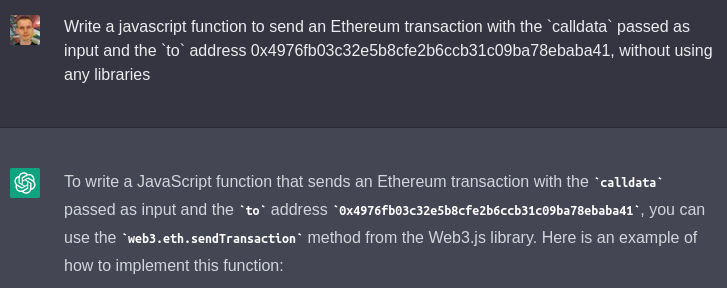 Write a javascript function to send an Ethereum transaction with the `calldata` passed as
input and the `to` address 0x4976fb03c32e5b8cfe2b6ccb31c09ba78ebaba41, without using
any libraries
To write a JavaScript function that sends an Ethereum transaction with the `calldata`
passed as input and the `to` address `0x4976fb03c32e5b8cfe2b6ccb31c09ba78ebaba41`, you can
use the `web3.eth.sendTransaction` method from the Web3.js library. Here is an example of
how to implement this function: